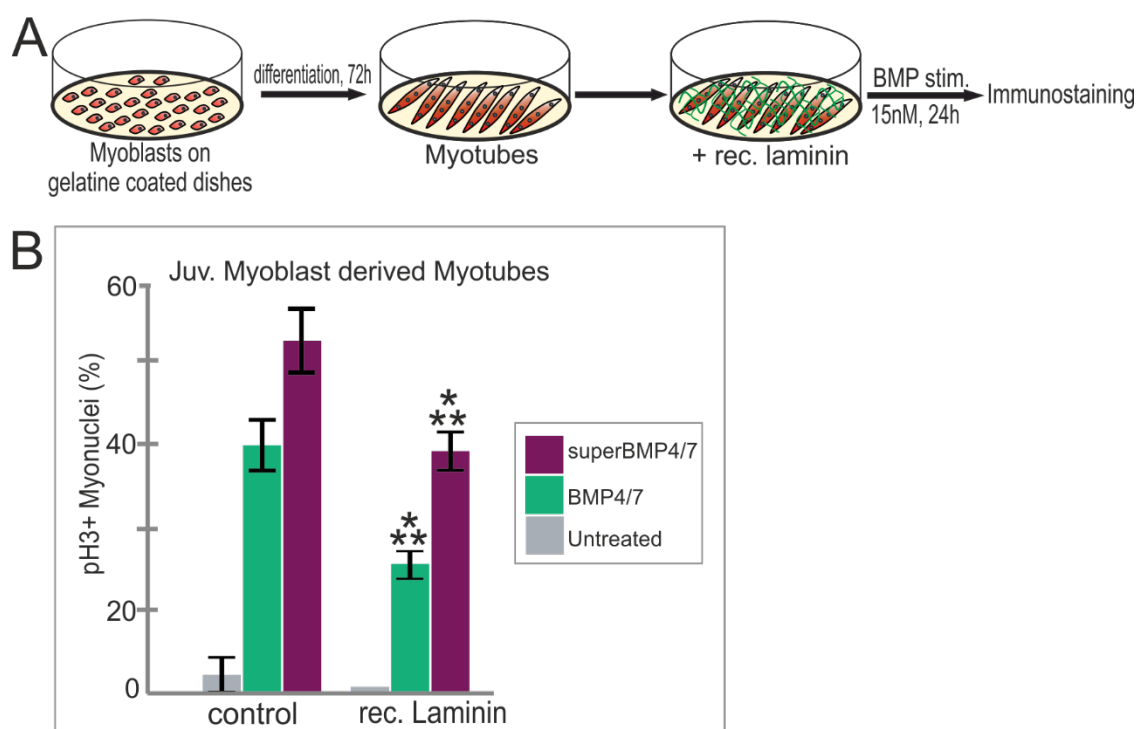 A
differentiation, 72h
BMP stim.
15nM, 24h
Immunostaining
Myoblasts on
gelatine coated dishes
Myotubes
+ rec. laminin
B
Juv. Myoblast derived Myotubes
pH3+ Myonuclei (%)
60
40
20
0
*
**
*
**
superBMP4/7
BMP4/7
Untreated
control
rec. Laminin